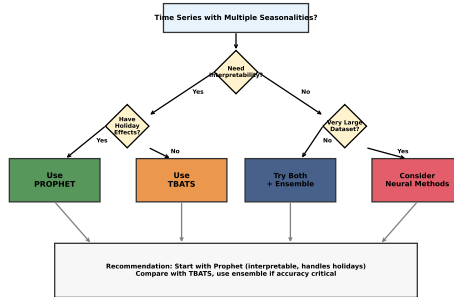 Time Series with Multiple Seasonalities?
Need
Interpretability?
Yes
No
Have
Holiday
Effects?
Very Large
Dataset?
Yes
No
No
Yes
Use
PROPHET
Use
TBATS
Try Both
+ Ensemble
Consider
Neural Methods
Recommendation: Start with Prophet (interpretable, handles holidays)
Compare with TBATS, use ensemble if accuracy critical